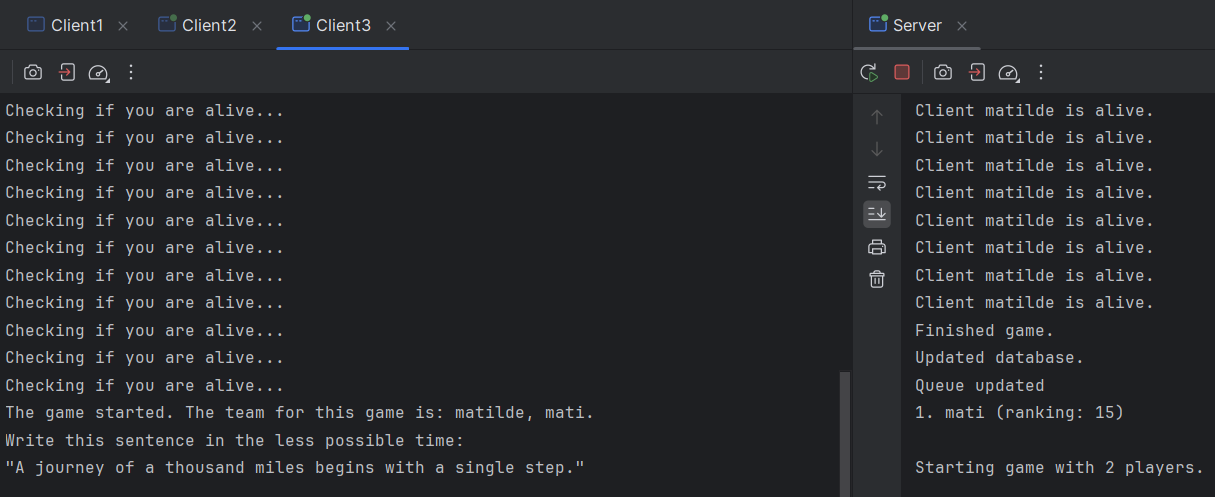 Client1
Client2
Client3
Checking if you are alive...
Checking if you are alive...
Checking if you are alive...
Checking if you are alive...
Checking if you are alive...
Checking if you are alive...
Checking if you are alive...
Checking if you are alive...
Checking if you are alive...
Checking if you are alive...
Checking if you are alive...
The game started. The team for this game is: matilde, mati.
Write this sentence in the less possible time:
"A journey of a thousand miles begins with a single step."
Server
Client matilde is alive.
Client matilde is alive.
Client matilde is alive.
Client matilde is alive.
Client matilde is alive.
Client matilde is alive.
Client matilde is alive.
Client matilde is alive.
Finished game.
Updated database.
Queue updated
1. mati (ranking: 15)
Starting game with 2 players.